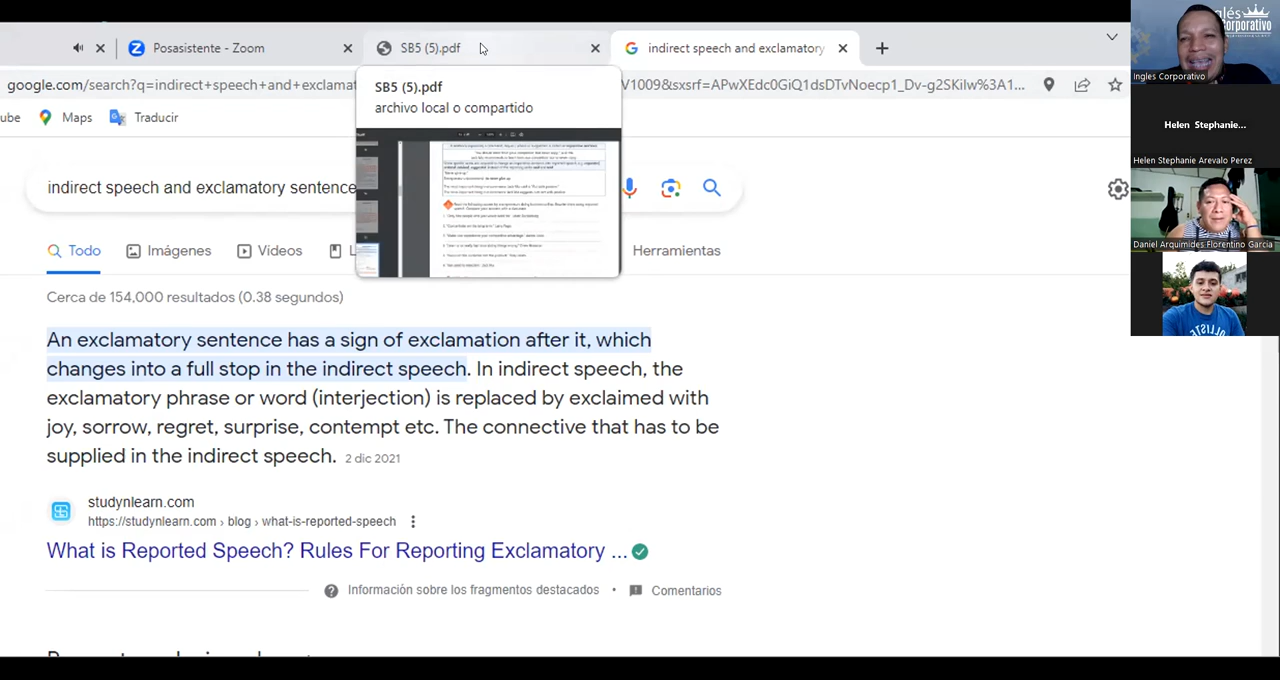 Posasistente - Zoom
SB5 (5).pdf
indirect speech and exclamatory
google.com/search?q=indirect+speech+and+exclamat
V1009&sxsrf=APwXEdc0GiQ1dsDTvNoecp1_Dv-g2SKilw%3A1...
SB5 (5).pdf
archivo local o compartido
ube
Maps
Traducir
indirect speech and exclamatory sentence
Todo
Imágenes
Vídeos
L
Herramientas
Cerca de 154,000 resultados (0.38 segundos)
An exclamatory sentence has a sign of exclamation after it, which
changes into a full stop in the indirect speech. In indirect speech, the
exclamatory phrase or word (interjection) is replaced by exclaimed with
joy, sorrow, regret, surprise, contempt etc. The connective that has to be
supplied in the indirect speech. 2 dic 2021
studynlearn.com
https://studynlearn.com › blog › what-is-reported-speech
What is Reported Speech? Rules For Reporting Exclamatory ...
Información sobre los fragmentos destacados
Comentarios
Ingles Corporativo
Helen Stephanie...
Helen Stephanie Arevalo Perez
Daniel Arquimides Florentino Garcia